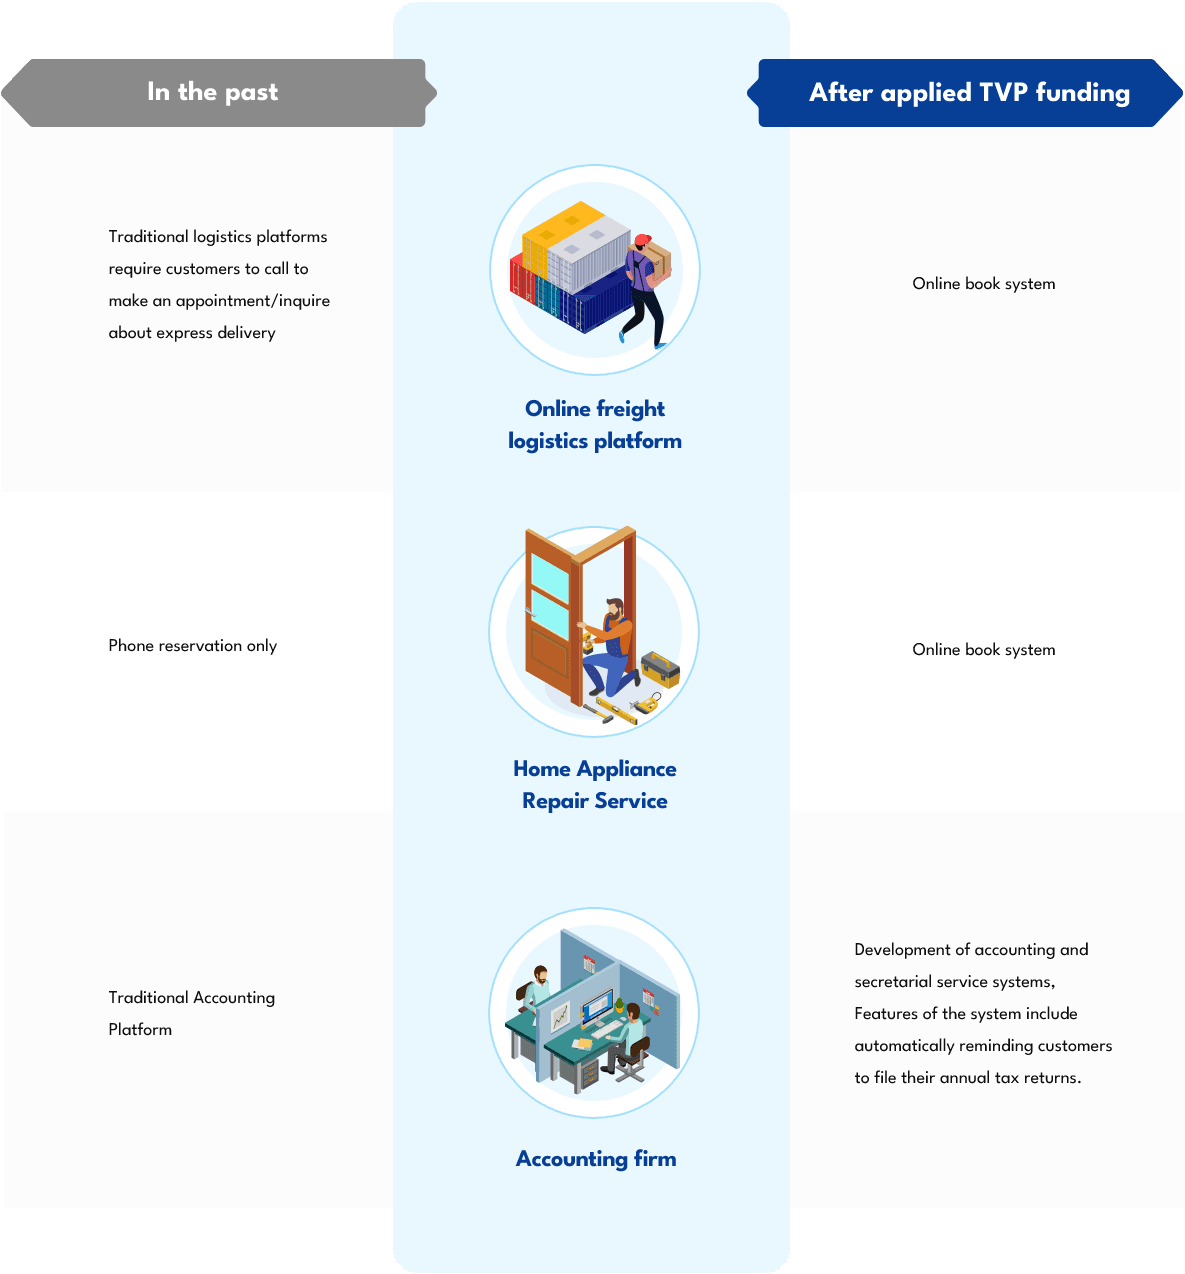 In the past
After applied TVP funding
Traditional logistics platforms
require customers to call to
make an appointment/inquire
about express delivery
Online freight
logistics platform
Online book system
Phone reservation only
Home Appliance
Repair Service
Online book system
Traditional Accounting
Platform
Accounting firm
Development of accounting and
secretarial service systems,
Features of the system include
automatically reminding customers
to file their annual tax returns.